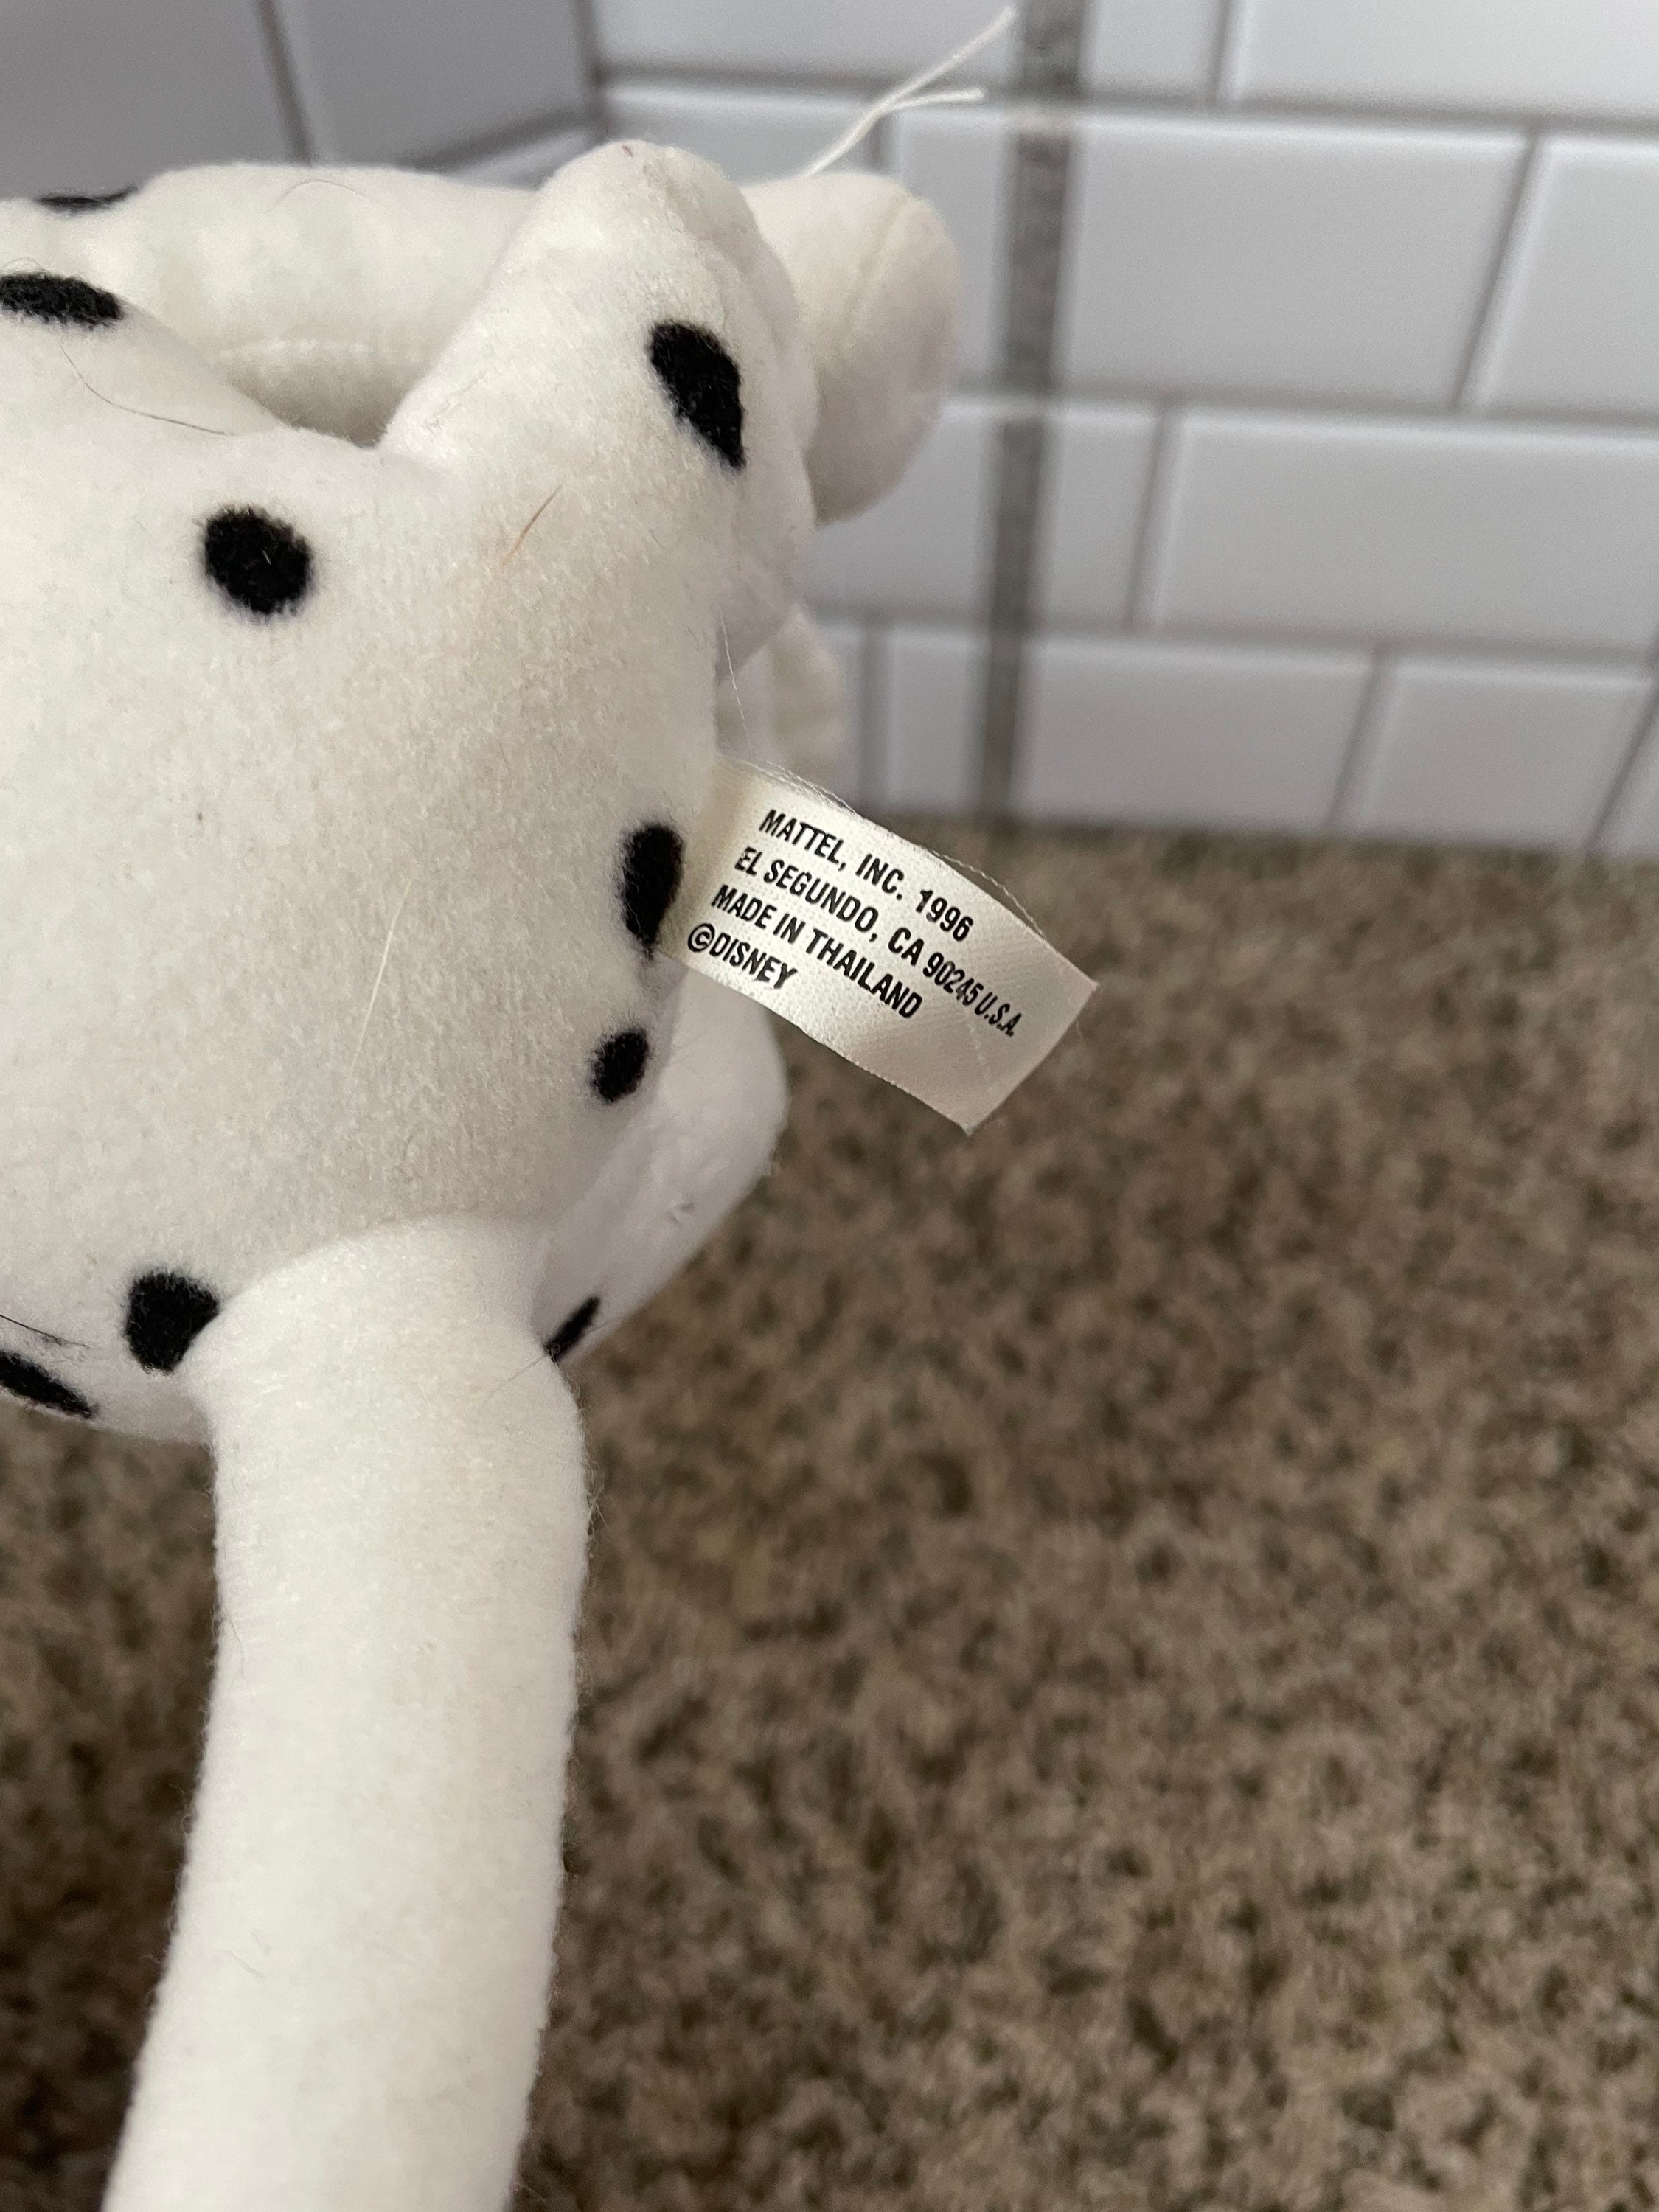 MATTEL, INC. 1996
EL SEGUNDO, CA 90245 U.S.A.
MADE IN THAILAND
©DISNEY